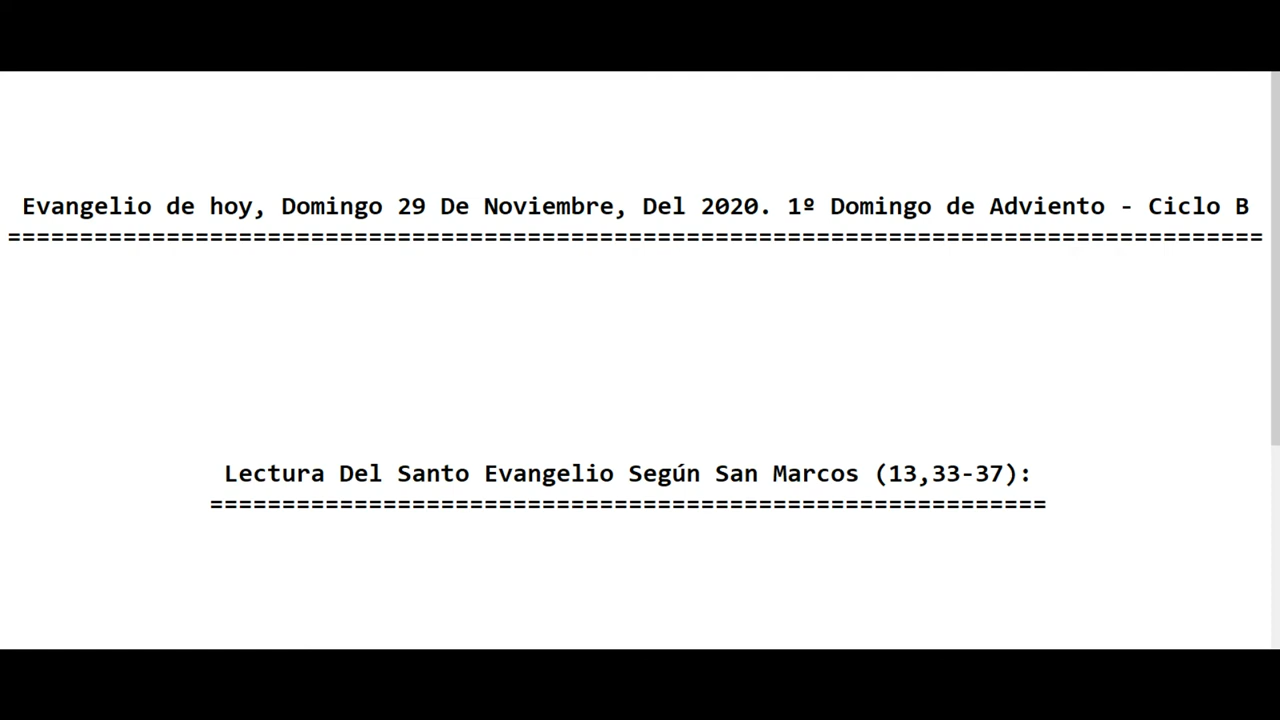 Evangelio de hoy, Domingo 29 De Noviembre, Del 2020. 1º Domingo de Adviento - Ciclo B
=======================================================================================
Lectura Del Santo Evangelio Según San Marcos (13,33-37):
==========================================================